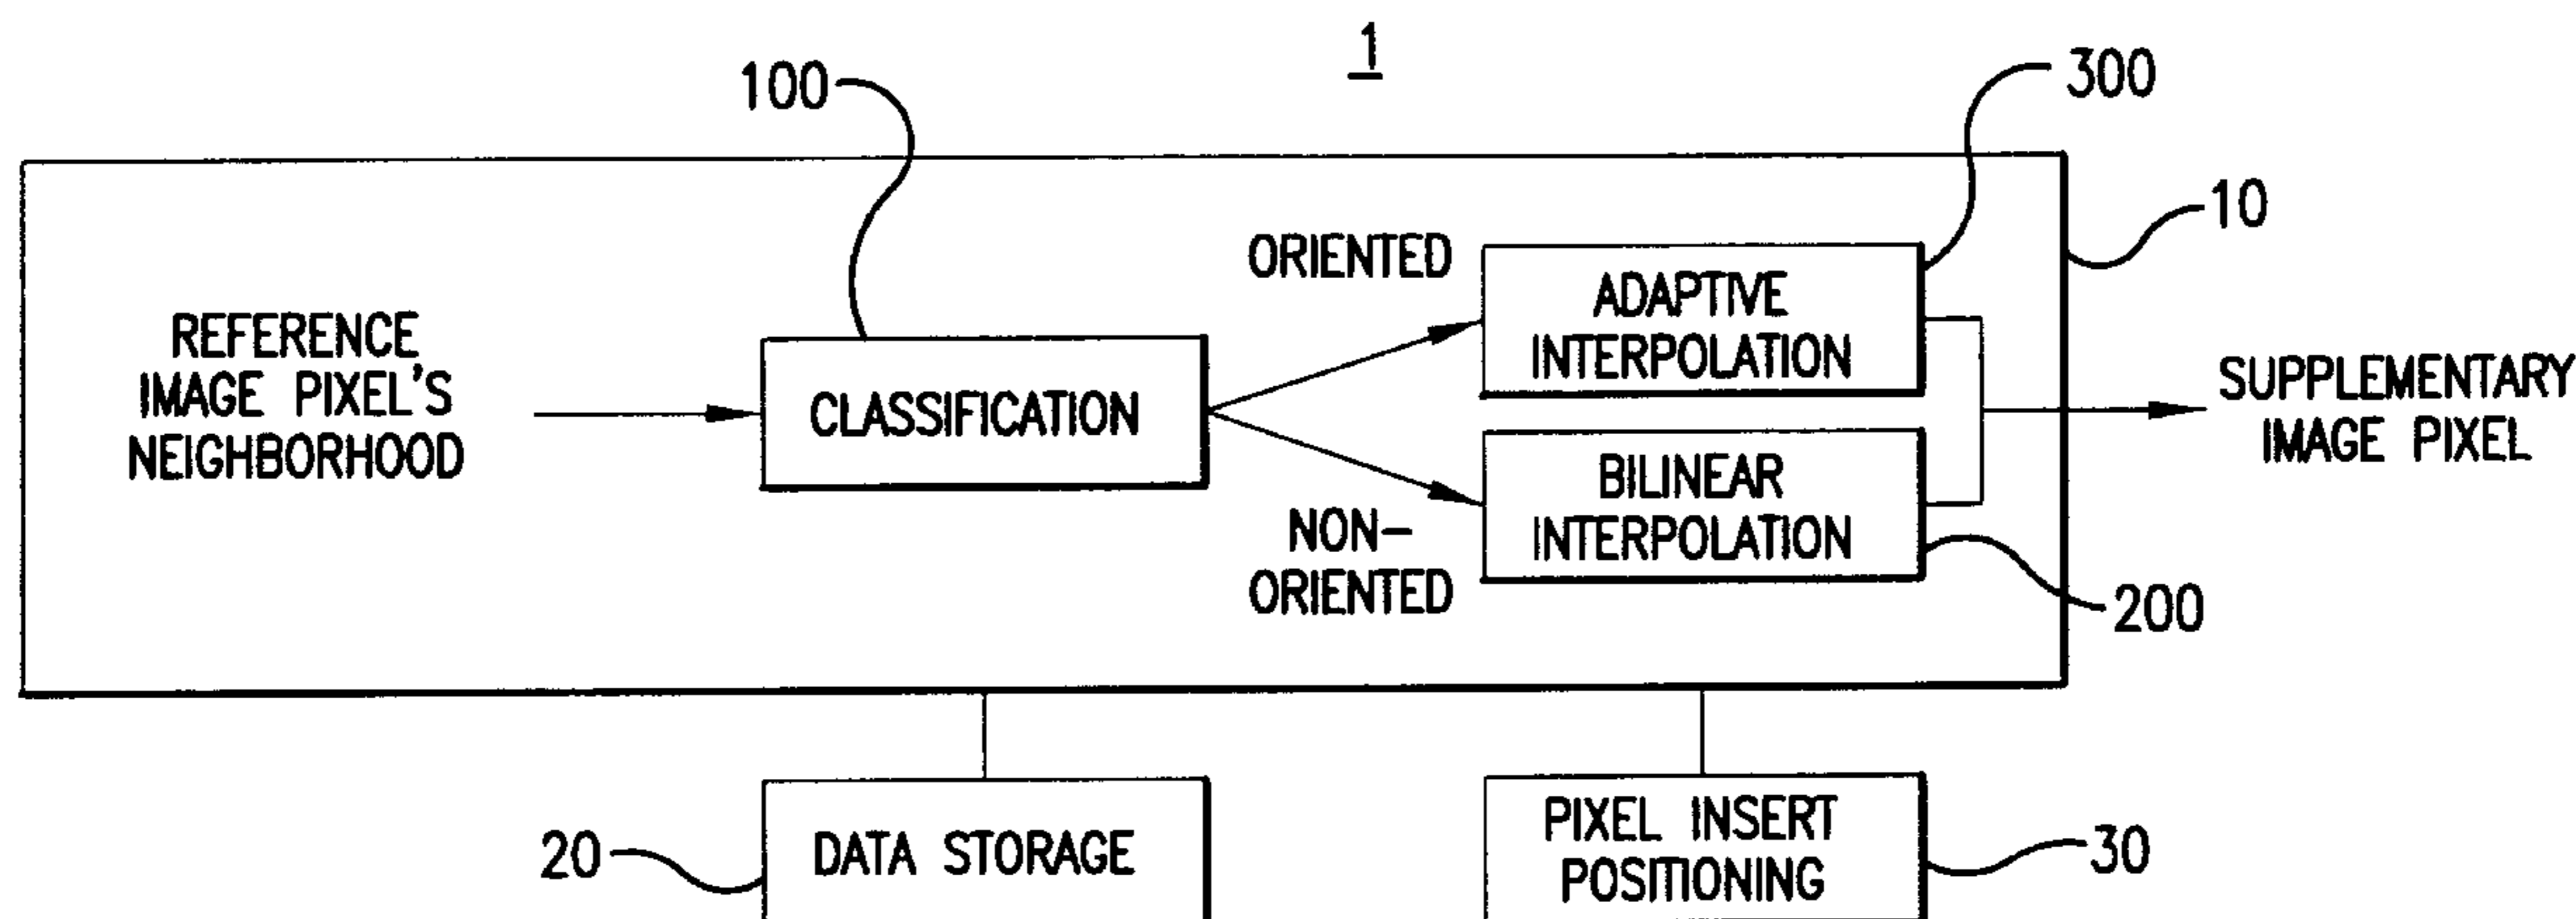 1
100
300
10
ORIENTED
ADAPTIVE
INTERPOLATION
REFERENCE
IMAGE PIXEL'S
NEIGHBORHOOD
CLASSIFICATION
SUPPLEMENTARY
IMAGE PIXEL
BILINEAR
INTERPOLATION
NON-
ORIENTED
200
20
DATA STORAGE
PIXEL INSERT
POSITIONING
30